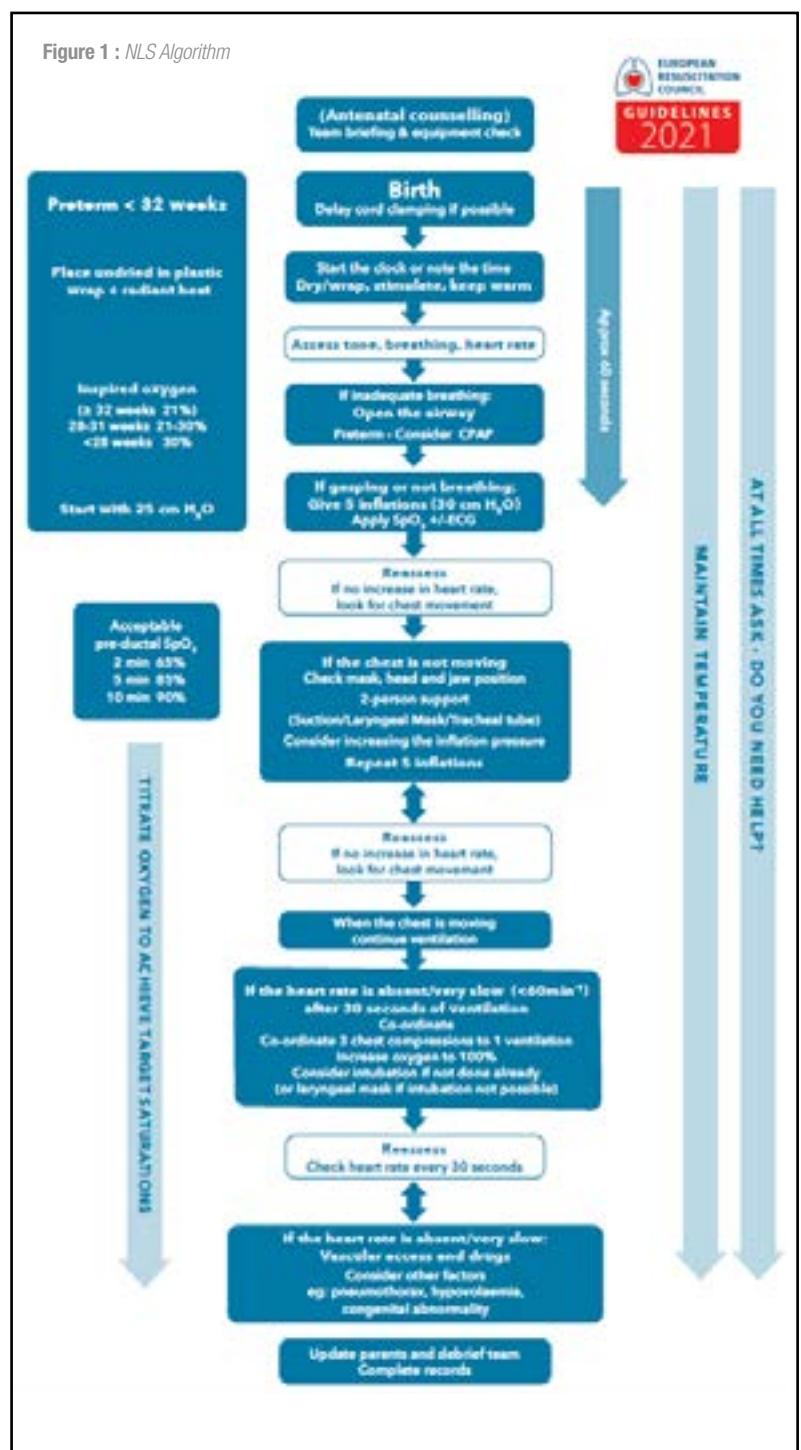 Figure 1 : NLS Algorithm
EUROPEAN
RESUSCITATION
COUNCIL
GUIDELINES
2021
(Antenatal counselling)
Team briefing & equipment check
Preterm < 32 weeks
Place undried in plastic
wrap + radiant heat
Inspired oxygen
(≥ 32 weeks 21%)
28-31 weeks 21-30%
<28 weeks 30%
Start with 25 cm H₂O
Acceptable
pre-ductal SpO₂
2 min 65%
5 min 85%
10 min 90%
TITRATE OXYGEN TO ACHIEVE TARGET SATURATIONS
Birth
Delay cord clamping if possible
Start the clock or note the time
Dry/wrap, stimulate, keep warm
Assess tone, breathing, heart rate
If inadequate breathing:
Open the airway
Preterm - Consider CPAP
If gasping or not breathing:
Give 5 inflations (30 cm H₂O)
Apply SpO₂ +/-ECG
Reassess
If no increase in heart rate,
look for chest movement
If the chest is not moving
Check mask, head and jaw position
2-person support
(Suction/Laryngeal Mask/Tracheal tube)
Consider increasing the inflation pressure
Repeat 5 inflations
Reassess
If no increase in heart rate,
look for chest movement
When the chest is moving
continue ventilation
If the heart rate is absent/very slow (<60min⁻¹)
after 30 seconds of ventilation
Co-ordinate
Co-ordinate 3 chest compressions to 1 ventilation
Increase oxygen to 100%
Consider intubation if not done already
(or laryngeal mask if intubation not possible)
Reassess
Check heart rate every 30 seconds
If the heart rate is absent/very slow:
Vascular access and drugs
Consider other factors
eg: pneumothorax, hypovolaemia,
congenital abnormality
Update parents and debrief team
Complete records
Approx 60 seconds
MAINTAIN TEMPERATURE
AT ALL TIMES ASK - DO YOU NEED HELP?